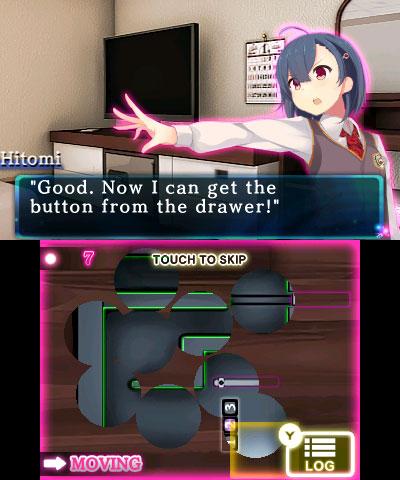 Hitomi
"Good. Now I can get the
button from the drawer!"
7
TOUCH TO SKIP
Y
LOG
MOVING